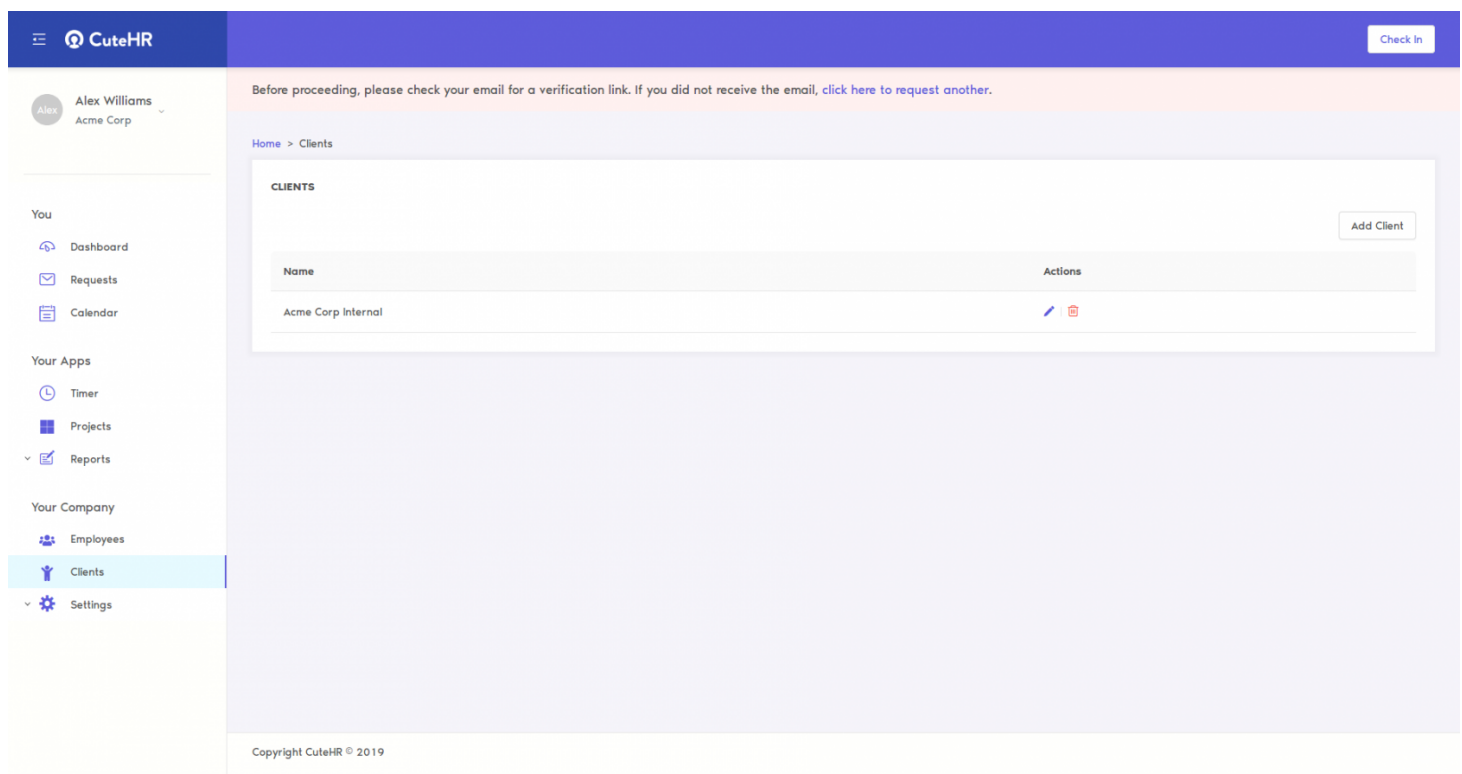 CuteHR
Check In
Alex
Alex Williams
Acme Corp
Before proceeding, please check your email for a verification link. If you did not receive the email, click here to request another.
Home > Clients
CLIENTS
Add Client
Name Actions
Acme Corp Internal
You
Dashboard
Requests
Calendar
Your Apps
Timer
Projects
Reports
Your Company
Employees
Clients
Settings
Copyright CuteHR © 2019